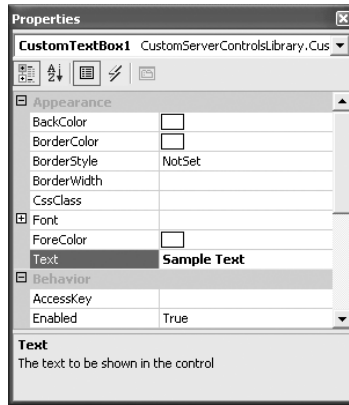 Properties
CustomTextBox1 CustomServerControlsLibrary.Cus
Appearance
BackColor
BorderColor
BorderStyle NotSet
BorderWidth
CssClass
Font
ForeColor
Text Sample Text
Behavior
AccessKey
Enabled True
Text
The text to be shown in the control